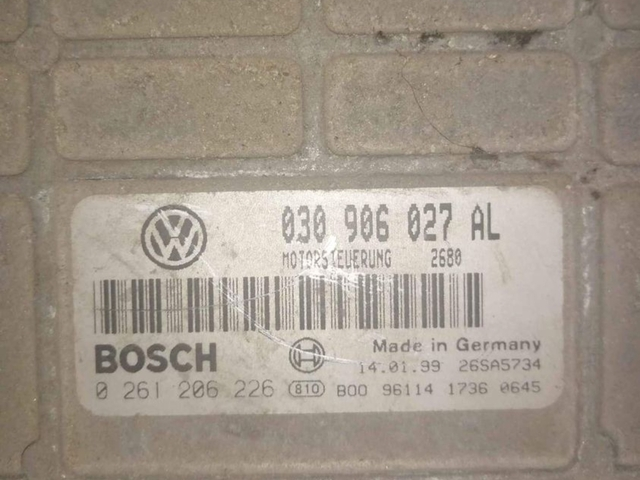 030 906 027 AL
MOTORSTEUERUNG 2680
BOSCH
Made in Germany
14.01.99 26SA5734
0 261 206 226 810 B00 96114 1736 0645